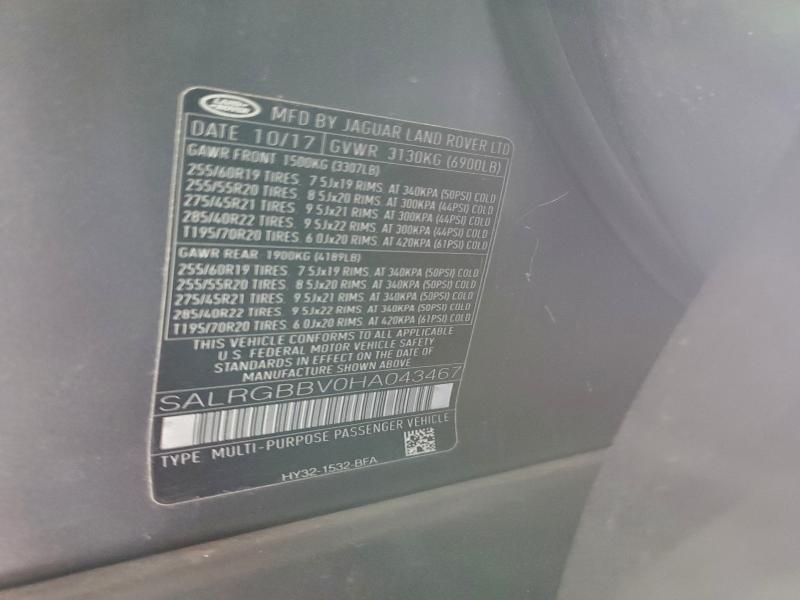 LAND ROVER
MFD BY JAGUAR LAND ROVER LTD
DATE 10/17 GVWR 3130KG (6900LB)
GAWR FRONT 1500KG (3307LB)
255/60R19 TIRES 7 5Jx19 RIMS AT 340KPA (50PSI) COLD
255/55R20 TIRES 8 5Jx20 RIMS AT 300KPA (44PSI) COLD
275/45R21 TIRES 9 5Jx21 RIMS AT 300KPA (44PSI) COLD
285/40R22 TIRES 9 5Jx22 RIMS AT 300KPA (44PSI) COLD
T195/70R20 TIRES 6 0Jx20 RIMS AT 420KPA (61PSI) COLD
GAWR REAR 1900KG (4189LB)
255/60R19 TIRES 7 5Jx19 RIMS AT 340KPA (50PSI) COLD
255/55R20 TIRES 8 5Jx20 RIMS AT 340KPA (50PSI) COLD
275/45R21 TIRES 9 5Jx21 RIMS AT 340KPA (50PSI) COLD
285/40R22 TIRES 9 5Jx22 RIMS AT 340KPA (50PSI) COLD
T195/70R20 TIRES 6 0Jx20 RIMS AT 420KPA (61PSI) COLD
THIS VEHICLE CONFORMS TO ALL APPLICABLE
U S FEDERAL MOTOR VEHICLE SAFETY
STANDARDS IN EFFECT ON THE DATE OF
MANUFACTURE SHOWN ABOVE
SALRGBBV0HA043467
TYPE MULTI-PURPOSE PASSENGER VEHICLE
HY32-1532-BFA